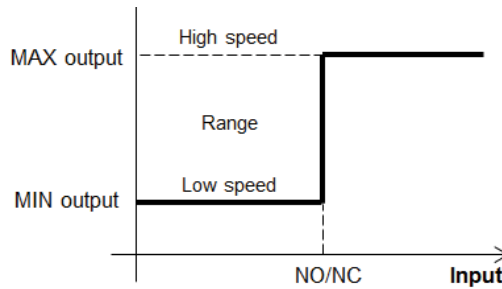 High speed
MAX output
Range
Low speed
MIN output
NO/NC
Input